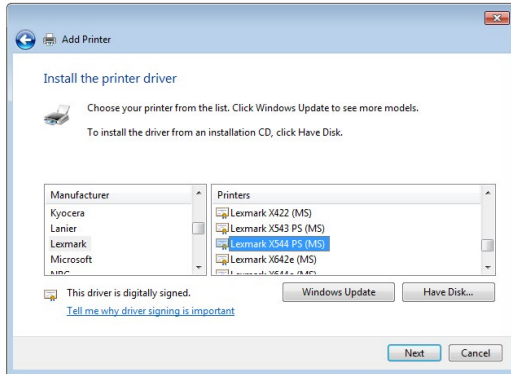 Add Printer
Install the printer driver
Choose your printer from the list. Click Windows Update to see more models.
To install the driver from an installation CD, click Have Disk.
Manufacturer
Kyocera
Lanier
Lexmark
Microsoft
Printers
Lexmark X422 (MS)
Lexmark X543 PS (MS)
Lexmark X544 PS (MS)
Lexmark X642e (MS)
This driver is digitally signed.
Tell me why driver signing is important
Windows Update
Have Disk...
Next
Cancel